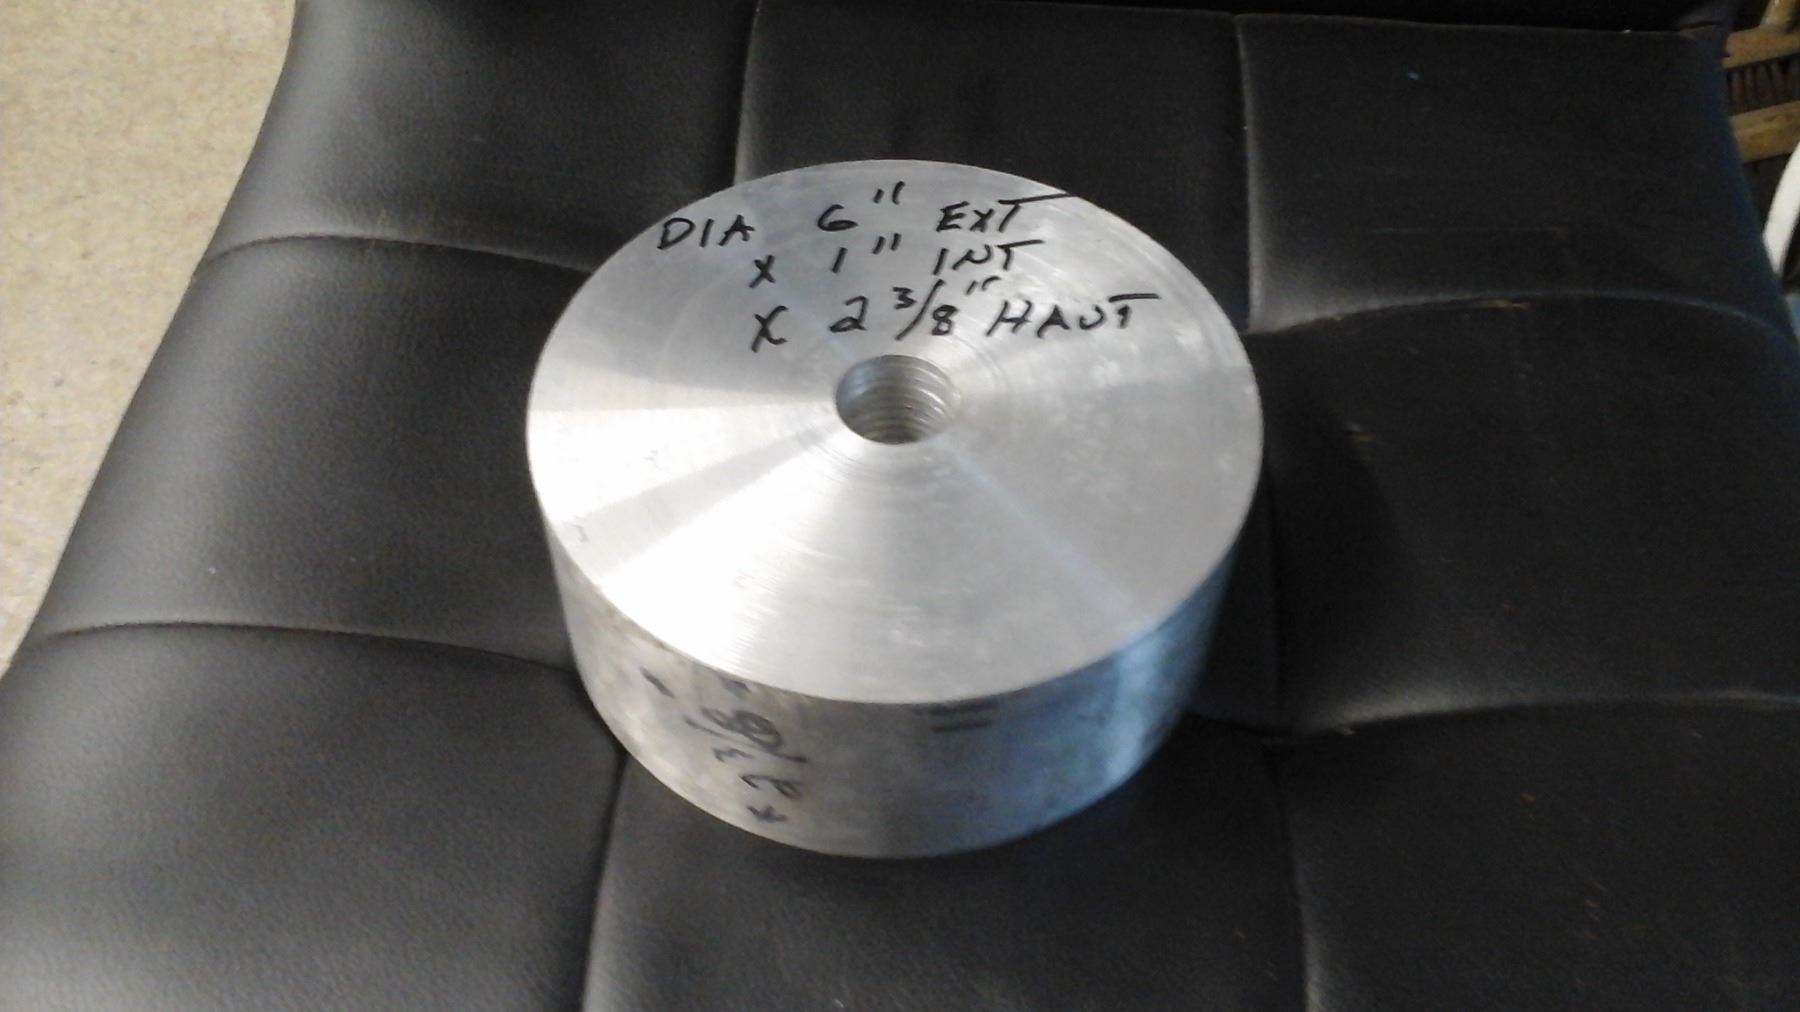 DIA 6" EXT
X 1" INT
X 2 3/8" HAUT